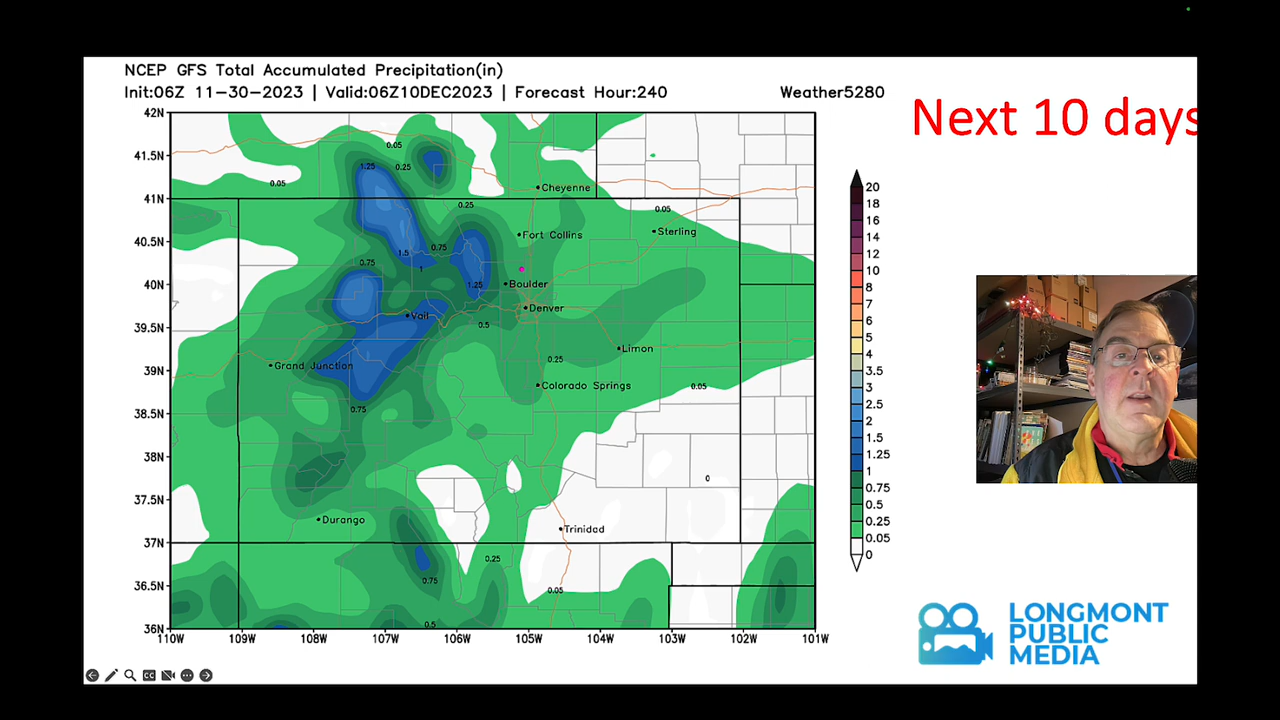 NCEP GFS Total Accumulated Precipitation(in)
Init:06Z 11-30-2023 | Valid:06Z10DEC2023 | Forecast Hour:240
Weather5280
Next 10 days
42N
41.5N
41N
40.5N
40N
39.5N
39N
38.5N
38N
37.5N
37N
36.5N
36N
110W 109W 108W 107W 106W 105W 104W 103W 102W 101W
0.05
1.25
0.25
0.05
Cheyenne
0.25
0.05
Fort Collins
Sterling
0.75
1.5
0.75
1
1.25
Boulder
Denver
Vail
0.5
Limon
0.25
Grand Junction
Colorado Springs
0.05
0.75
0
Durango
Trinidad
0.25
0.75
0.05
0.5
20
18
16
14
12
10
8
7
6
5
4
3.5
3
2.5
2
1.5
1.25
1
0.75
0.5
0.25
0.05
0
LONGMONT
PUBLIC
MEDIA
CC